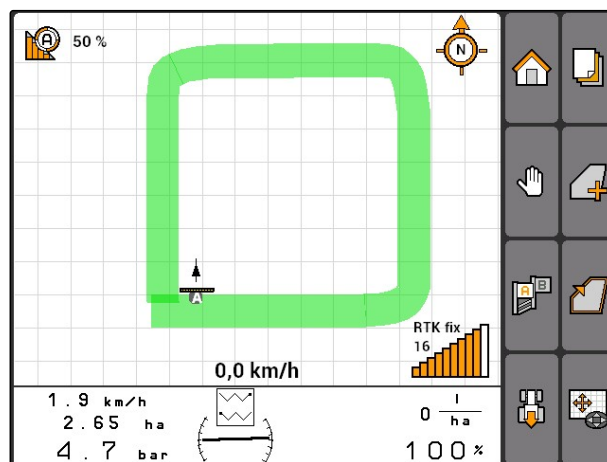 A
50 %
N
A
B
A
RTK fix
16
0,0 km/h
1.9 km/h
2.65 ha
4.7 bar
0 l
ha
100%